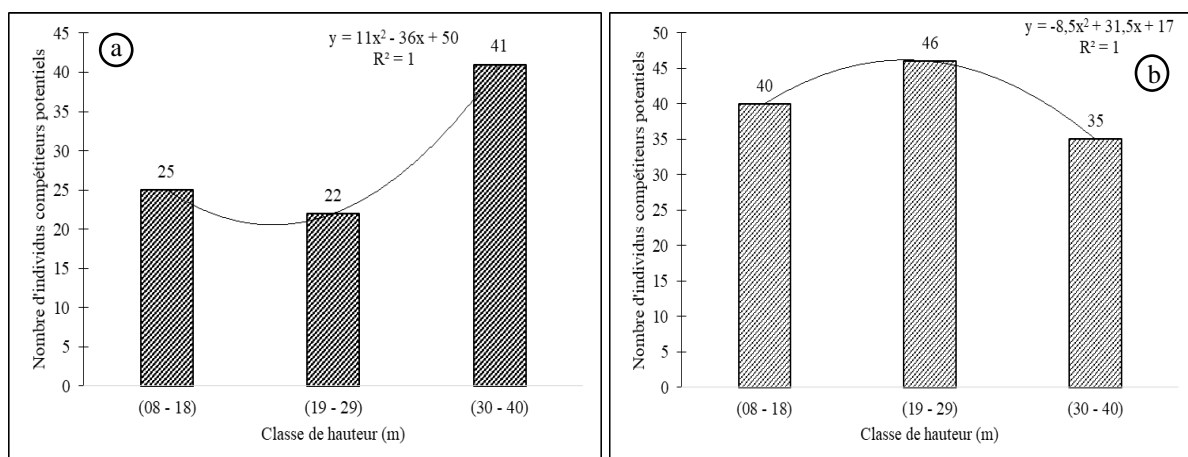 a
y = 11x² - 36x + 50
R² = 1
Nombre d'individus compétiteurs potentiels
45
40
35
30
25
20
15
10
5
0
25
22
41
(08 - 18)
(19 - 29)
(30 - 40)
Classe de hauteur (m)
b
y = -8,5x² + 31,5x + 17
R² = 1
Nombre d'individus compétiteurs potentiels
50
45
40
35
30
25
20
15
10
5
0
40
46
35
(08 - 18)
(19 - 29)
(30 - 40)
Classe de hauteur (m)